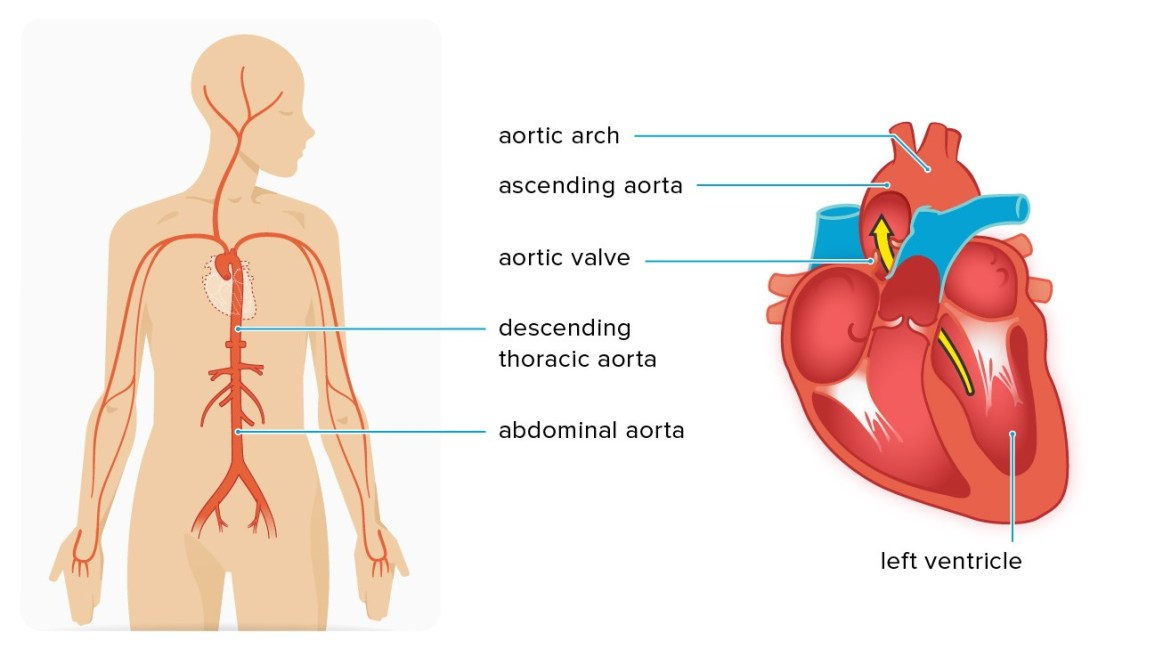 aortic arch
ascending aorta
aortic valve
descending
thoracic aorta
abdominal aorta
left ventricle